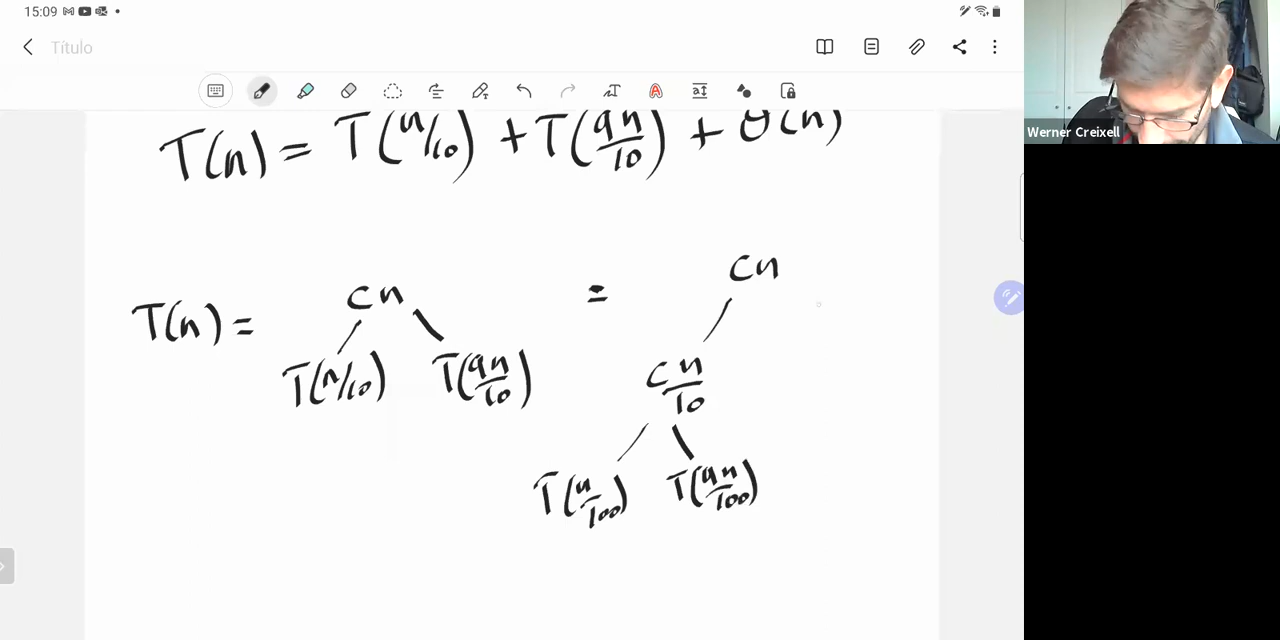 15:09
Título
Werner Creixell
T(n) = T(n/10) + T(9n/10) + Θ(n)
T(n) = cn = cn
T(n/10) T(9n/10) cn/10
T(n/100) T(9n/100)